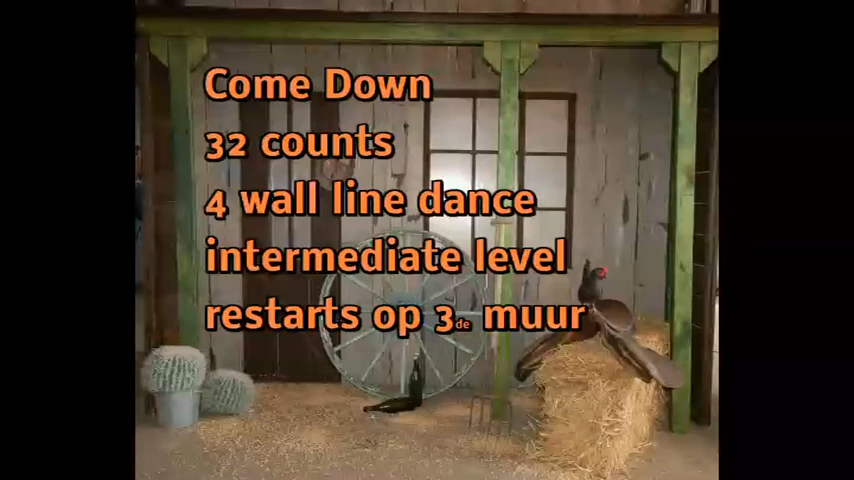 Come Down
32 counts
4 wall line dance
intermediate level
restarts op 3de muur